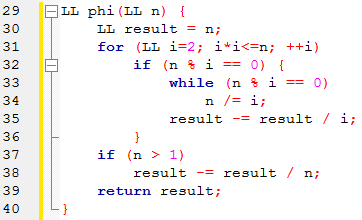 29 LL phi(LL n) {
30     LL result = n;
31     for (LL i=2; i*i<=n; ++i)
32         if (n % i == 0) {
33             while (n % i == 0)
34                 n /= i;
35             result -= result / i;
36         }
37     if (n > 1)
38         result -= result / n;
39     return result;
40 }